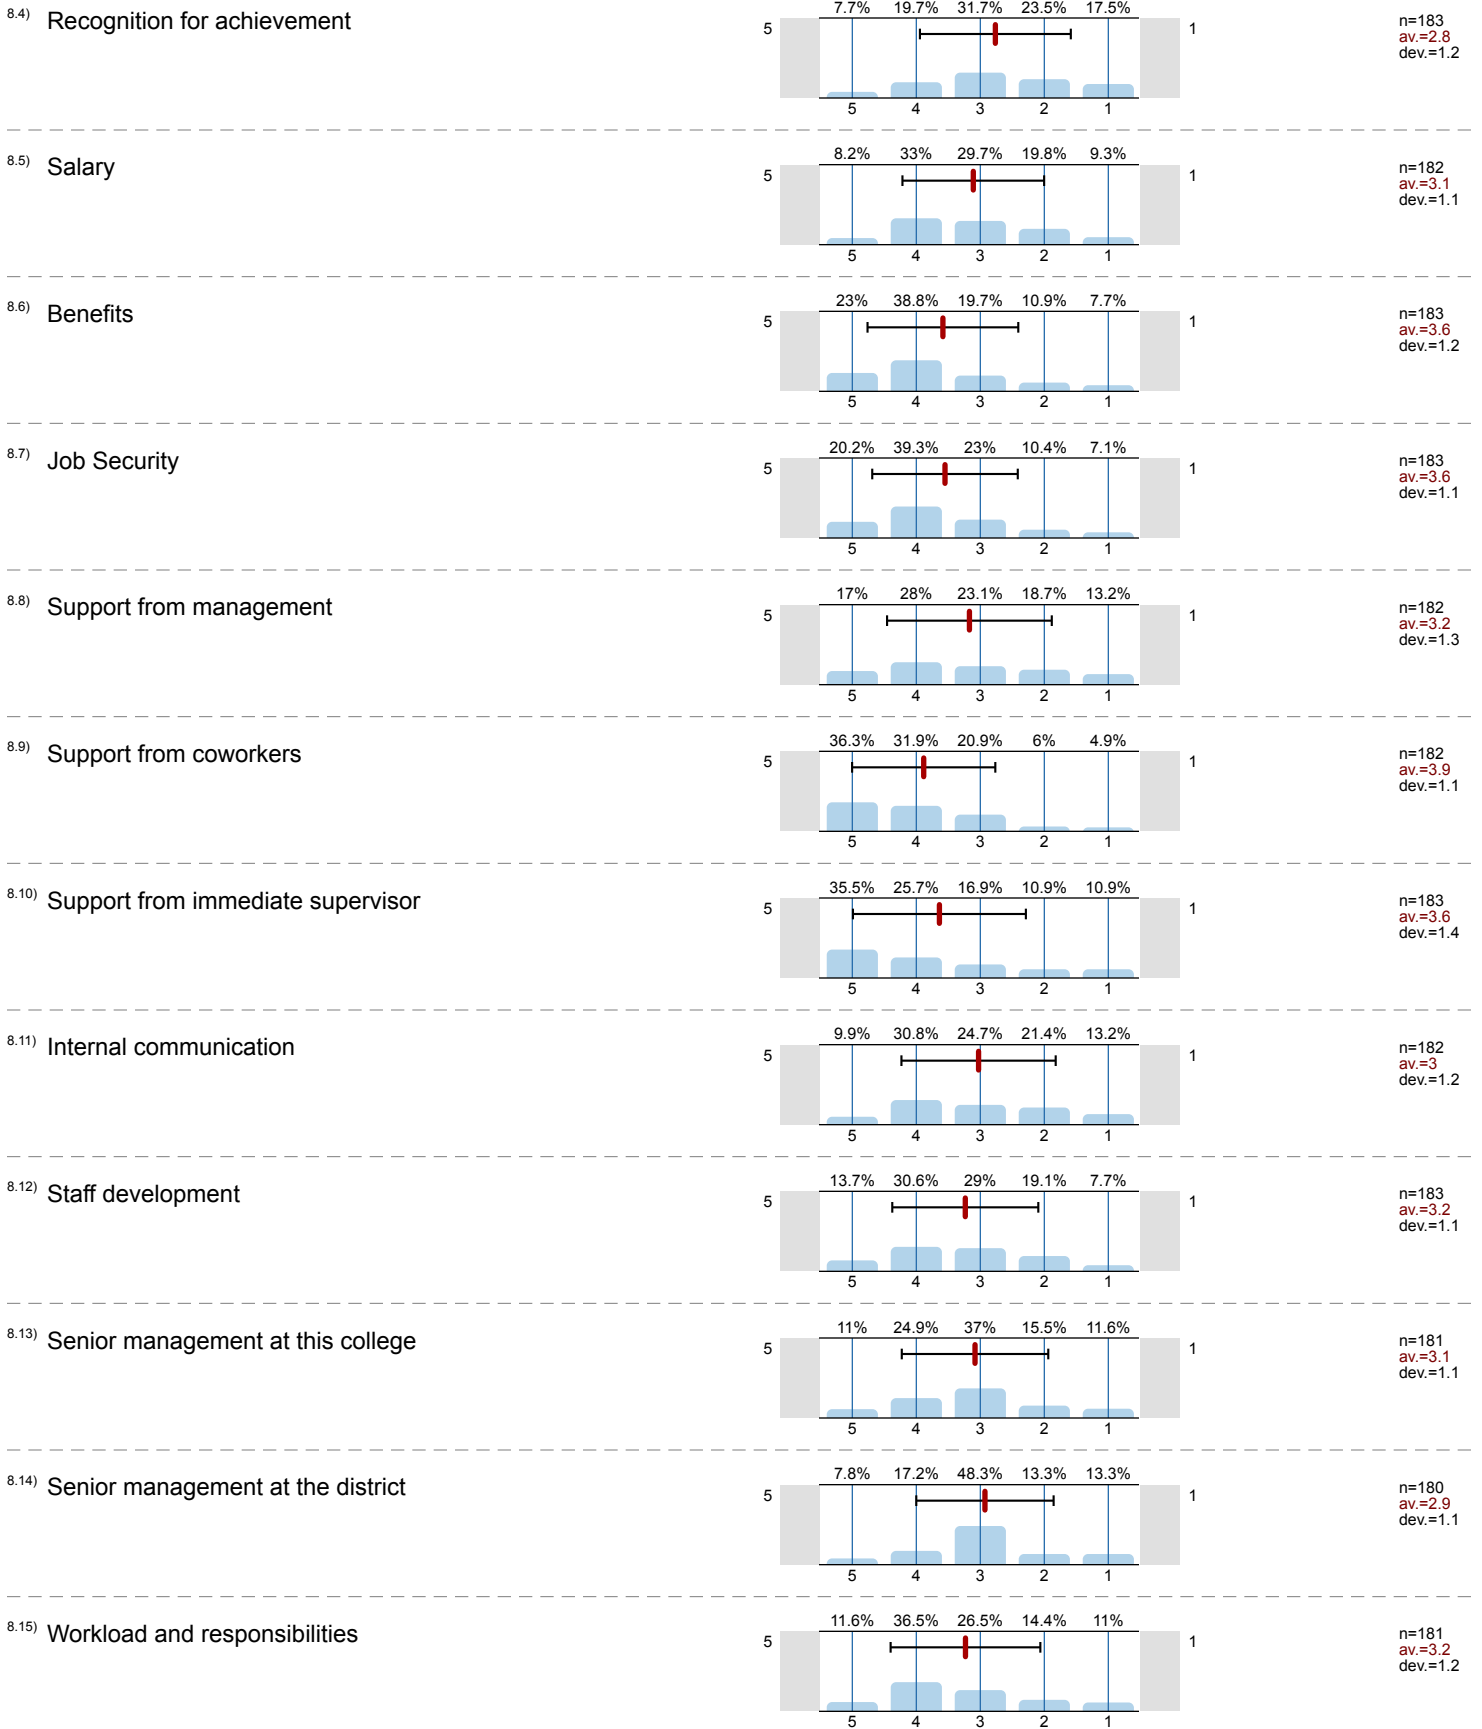 8.4) Recognition for achievement
7.7% 19.7% 31.7% 23.5% 17.5%
5 1
n=183
av.=2.8
dev.=1.2
5 4 3 2 1
8.5) Salary
8.2% 33% 29.7% 19.8% 9.3%
5 1
n=182
av.=3.1
dev.=1.1
5 4 3 2 1
8.6) Benefits
23% 38.8% 19.7% 10.9% 7.7%
5 1
n=183
av.=3.6
dev.=1.2
5 4 3 2 1
8.7) Job Security
20.2% 39.3% 23% 10.4% 7.1%
5 1
n=183
av.=3.6
dev.=1.1
5 4 3 2 1
8.8) Support from management
17% 28% 23.1% 18.7% 13.2%
5 1
n=182
av.=3.2
dev.=1.3
5 4 3 2 1
8.9) Support from coworkers
36.3% 31.9% 20.9% 6% 4.9%
5 1
n=182
av.=3.9
dev.=1.1
5 4 3 2 1
8.10) Support from immediate supervisor
35.5% 25.7% 16.9% 10.9% 10.9%
5 1
n=183
av.=3.6
dev.=1.4
5 4 3 2 1
8.11) Internal communication
9.9% 30.8% 24.7% 21.4% 13.2%
5 1
n=182
av.=3
dev.=1.2
5 4 3 2 1
8.12) Staff development
13.7% 30.6% 29% 19.1% 7.7%
5 1
n=183
av.=3.2
dev.=1.1
5 4 3 2 1
8.13) Senior management at this college
11% 24.9% 37% 15.5% 11.6%
5 1
n=181
av.=3.1
dev.=1.1
5 4 3 2 1
8.14) Senior management at the district
7.8% 17.2% 48.3% 13.3% 13.3%
5 1
n=180
av.=2.9
dev.=1.1
5 4 3 2 1
8.15) Workload and responsibilities
11.6% 36.5% 26.5% 14.4% 11%
5 1
n=181
av.=3.2
dev.=1.2
5 4 3 2 1